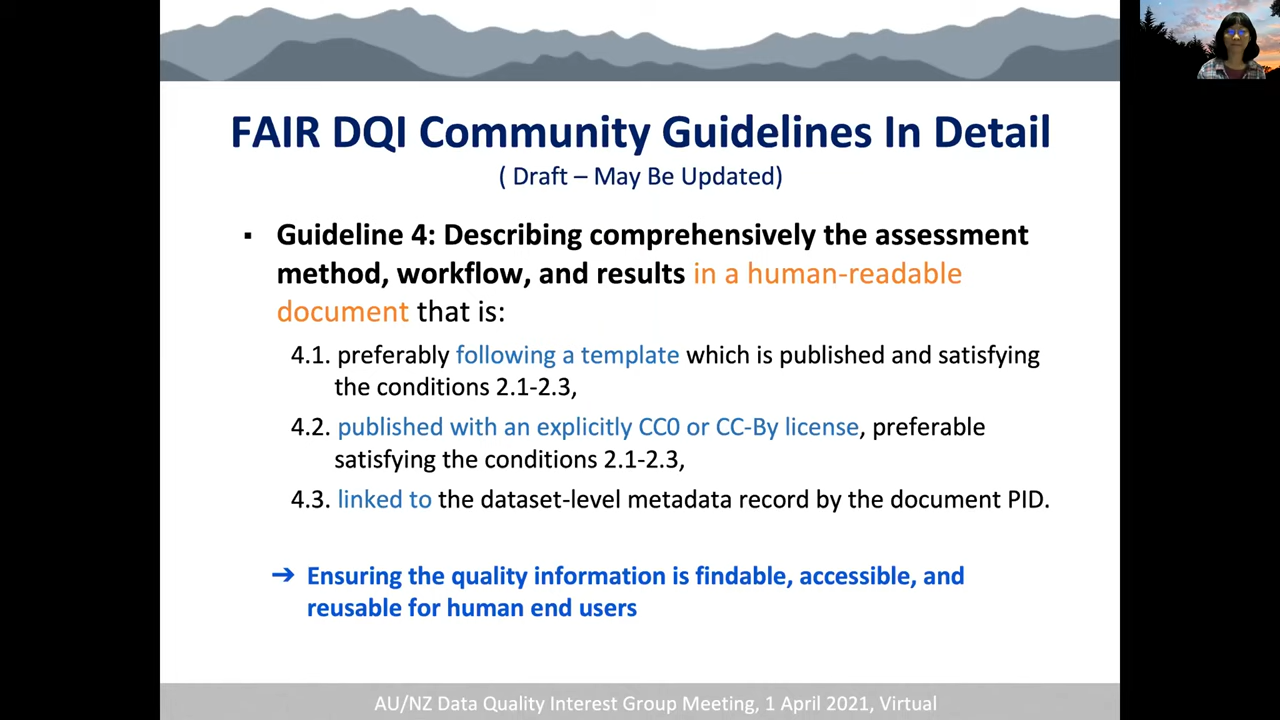 FAIR DQI Community Guidelines In Detail
( Draft – May Be Updated)
▪ Guideline 4: Describing comprehensively the assessment
method, workflow, and results in a human-readable
document that is:
4.1. preferably following a template which is published and satisfying
the conditions 2.1-2.3,
4.2. published with an explicitly CC0 or CC-By license, preferable
satisfying the conditions 2.1-2.3,
4.3. linked to the dataset-level metadata record by the document PID.
➔ Ensuring the quality information is findable, accessible, and
reusable for human end users
AU/NZ Data Quality Interest Group Meeting, 1 April 2021, Virtual